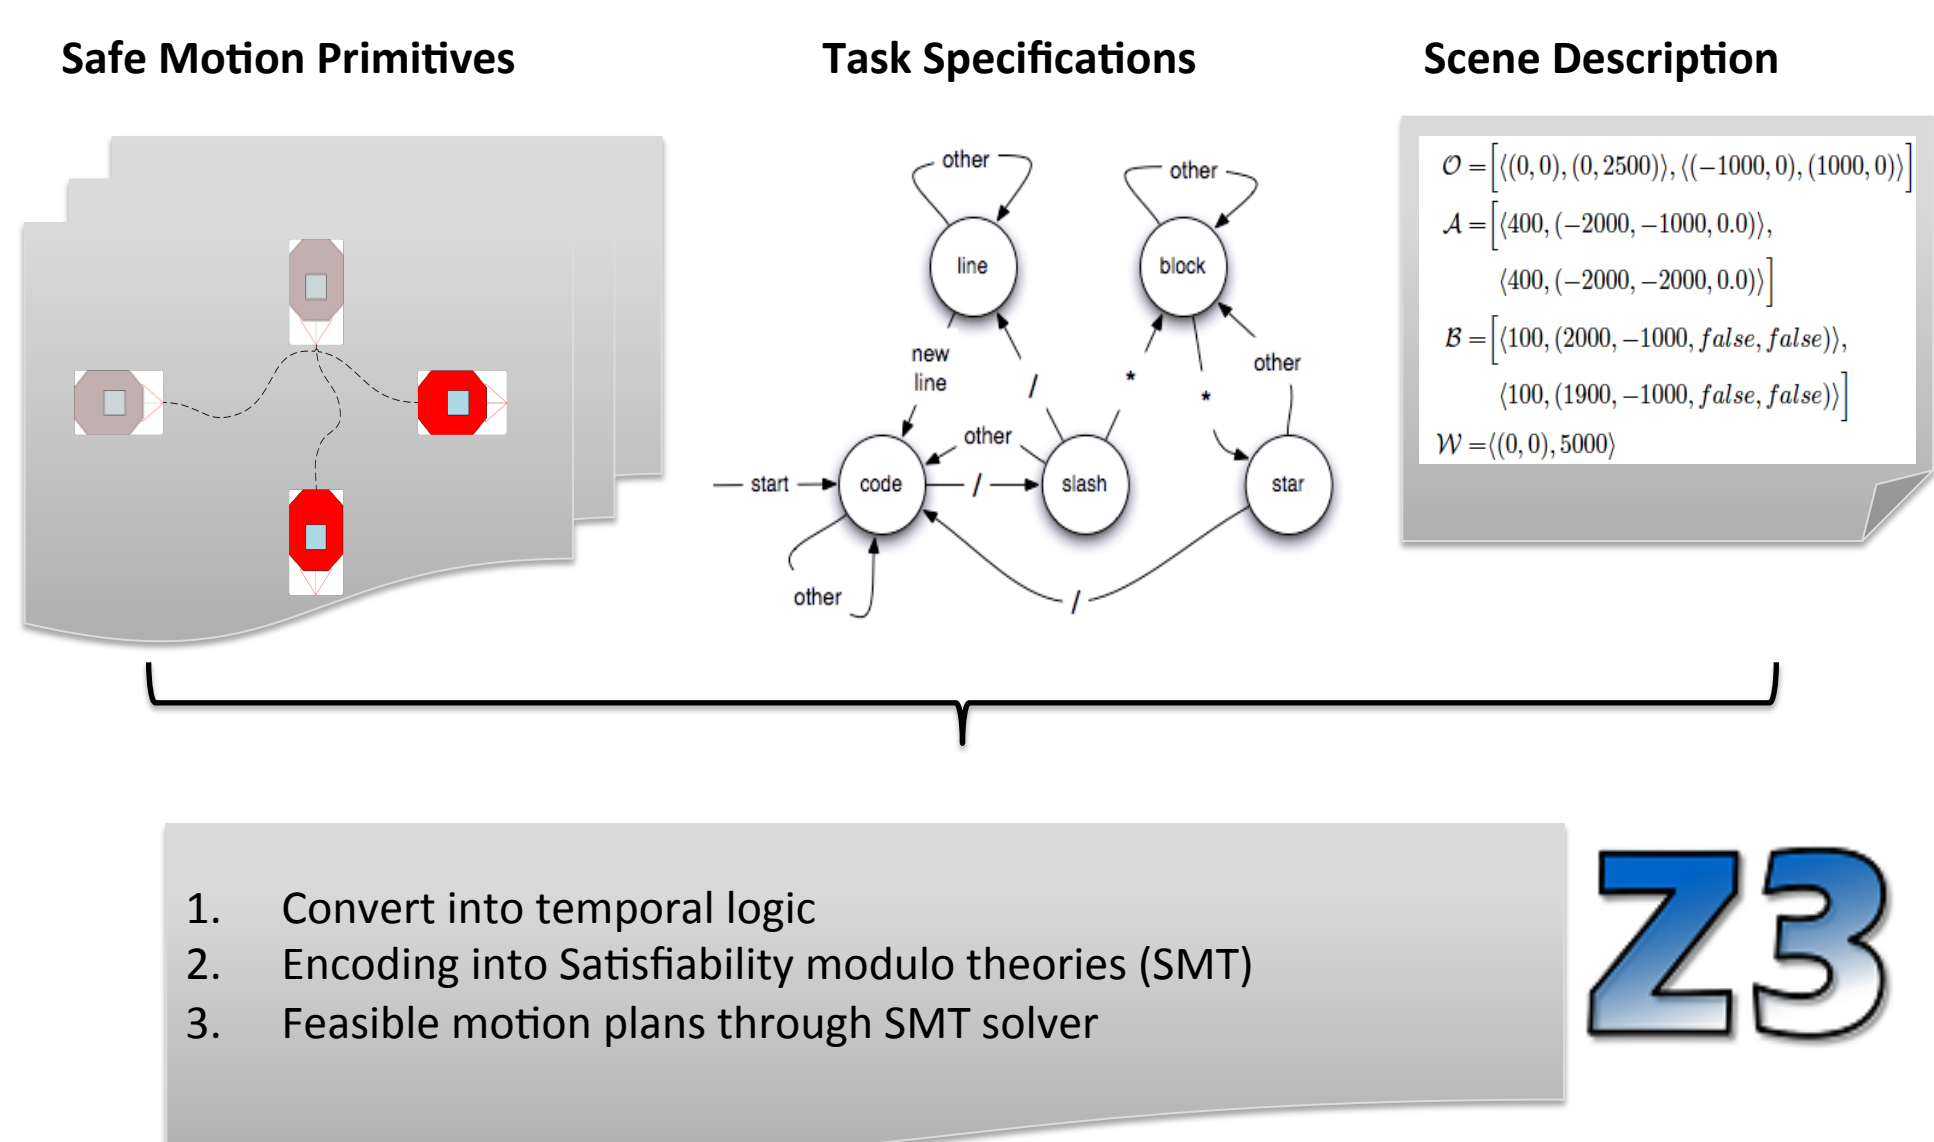 Safe Motion Primitives
Task Specifications
Scene Description
other
other
line
block
new
line
/
*
*
other
other
start
code
/
slash
star
other
/
𝒪 =[⟨(0, 0), (0, 2500)⟩, ⟨(−1000, 0), (1000, 0)⟩]
𝒜 =[⟨400, (−2000, −1000, 0.0)⟩,
⟨400, (−2000, −2000, 0.0)⟩]
ℬ =[⟨100, (2000, −1000, false, false)⟩,
⟨100, (1900, −1000, false, false)⟩]
𝒲 =⟨(0, 0), 5000⟩
1. Convert into temporal logic
2. Encoding into Satisfiability modulo theories (SMT)
3. Feasible motion plans through SMT solver
Z3